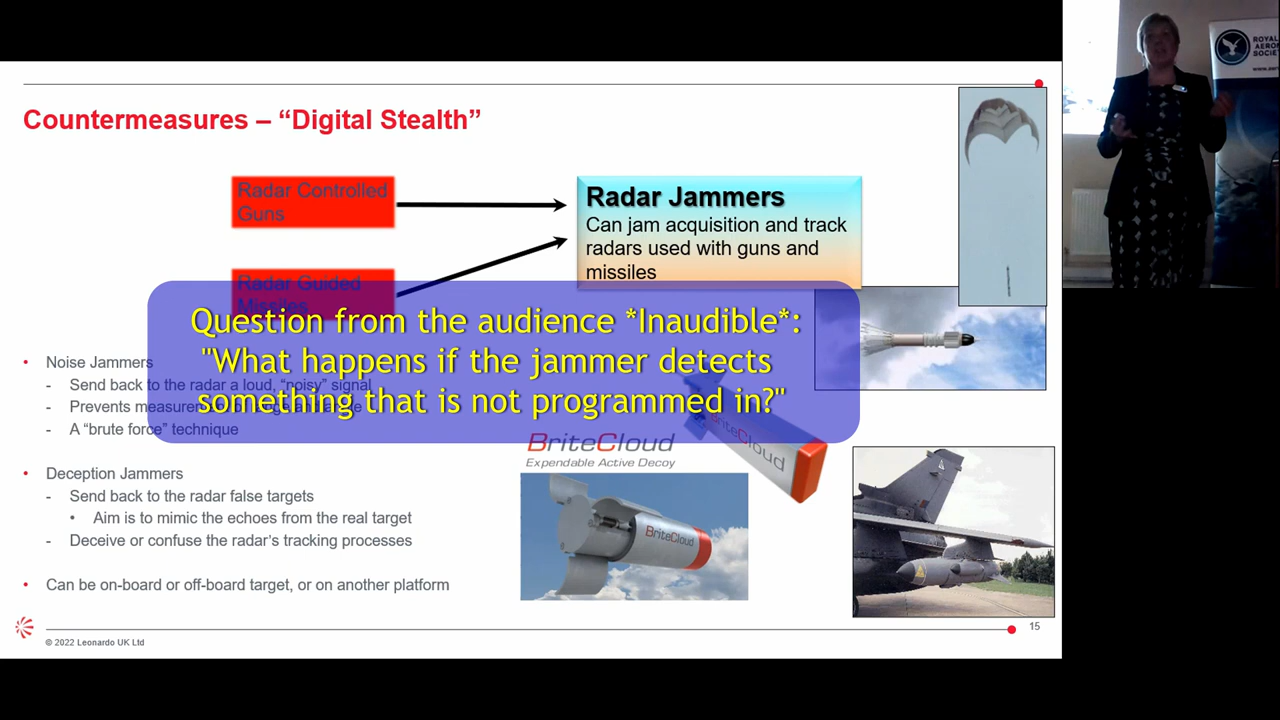 ROYAL
AERON
SOCIETY
Countermeasures – “Digital Stealth”
Radar Controlled
Guns
Radar Jammers
Can jam acquisition and track
radars used with guns and
missiles
Radar Guided
Missiles
Question from the audience *Inaudible*:
"What happens if the jammer detects
something that is not programmed in?"
• Noise Jammers
- Send back to the radar a loud, “noisy” signal
- Prevents
- A “brute force” technique
BriteCloud
Expendable Active Decoy
BriteCloud
BriteCloud
• Deception Jammers
- Send back to the radar false targets
• Aim is to mimic the echoes from the real target
- Deceive or confuse the radar’s tracking processes
• Can be on-board or off-board target, or on another platform
15
© 2022 Leonardo UK Ltd